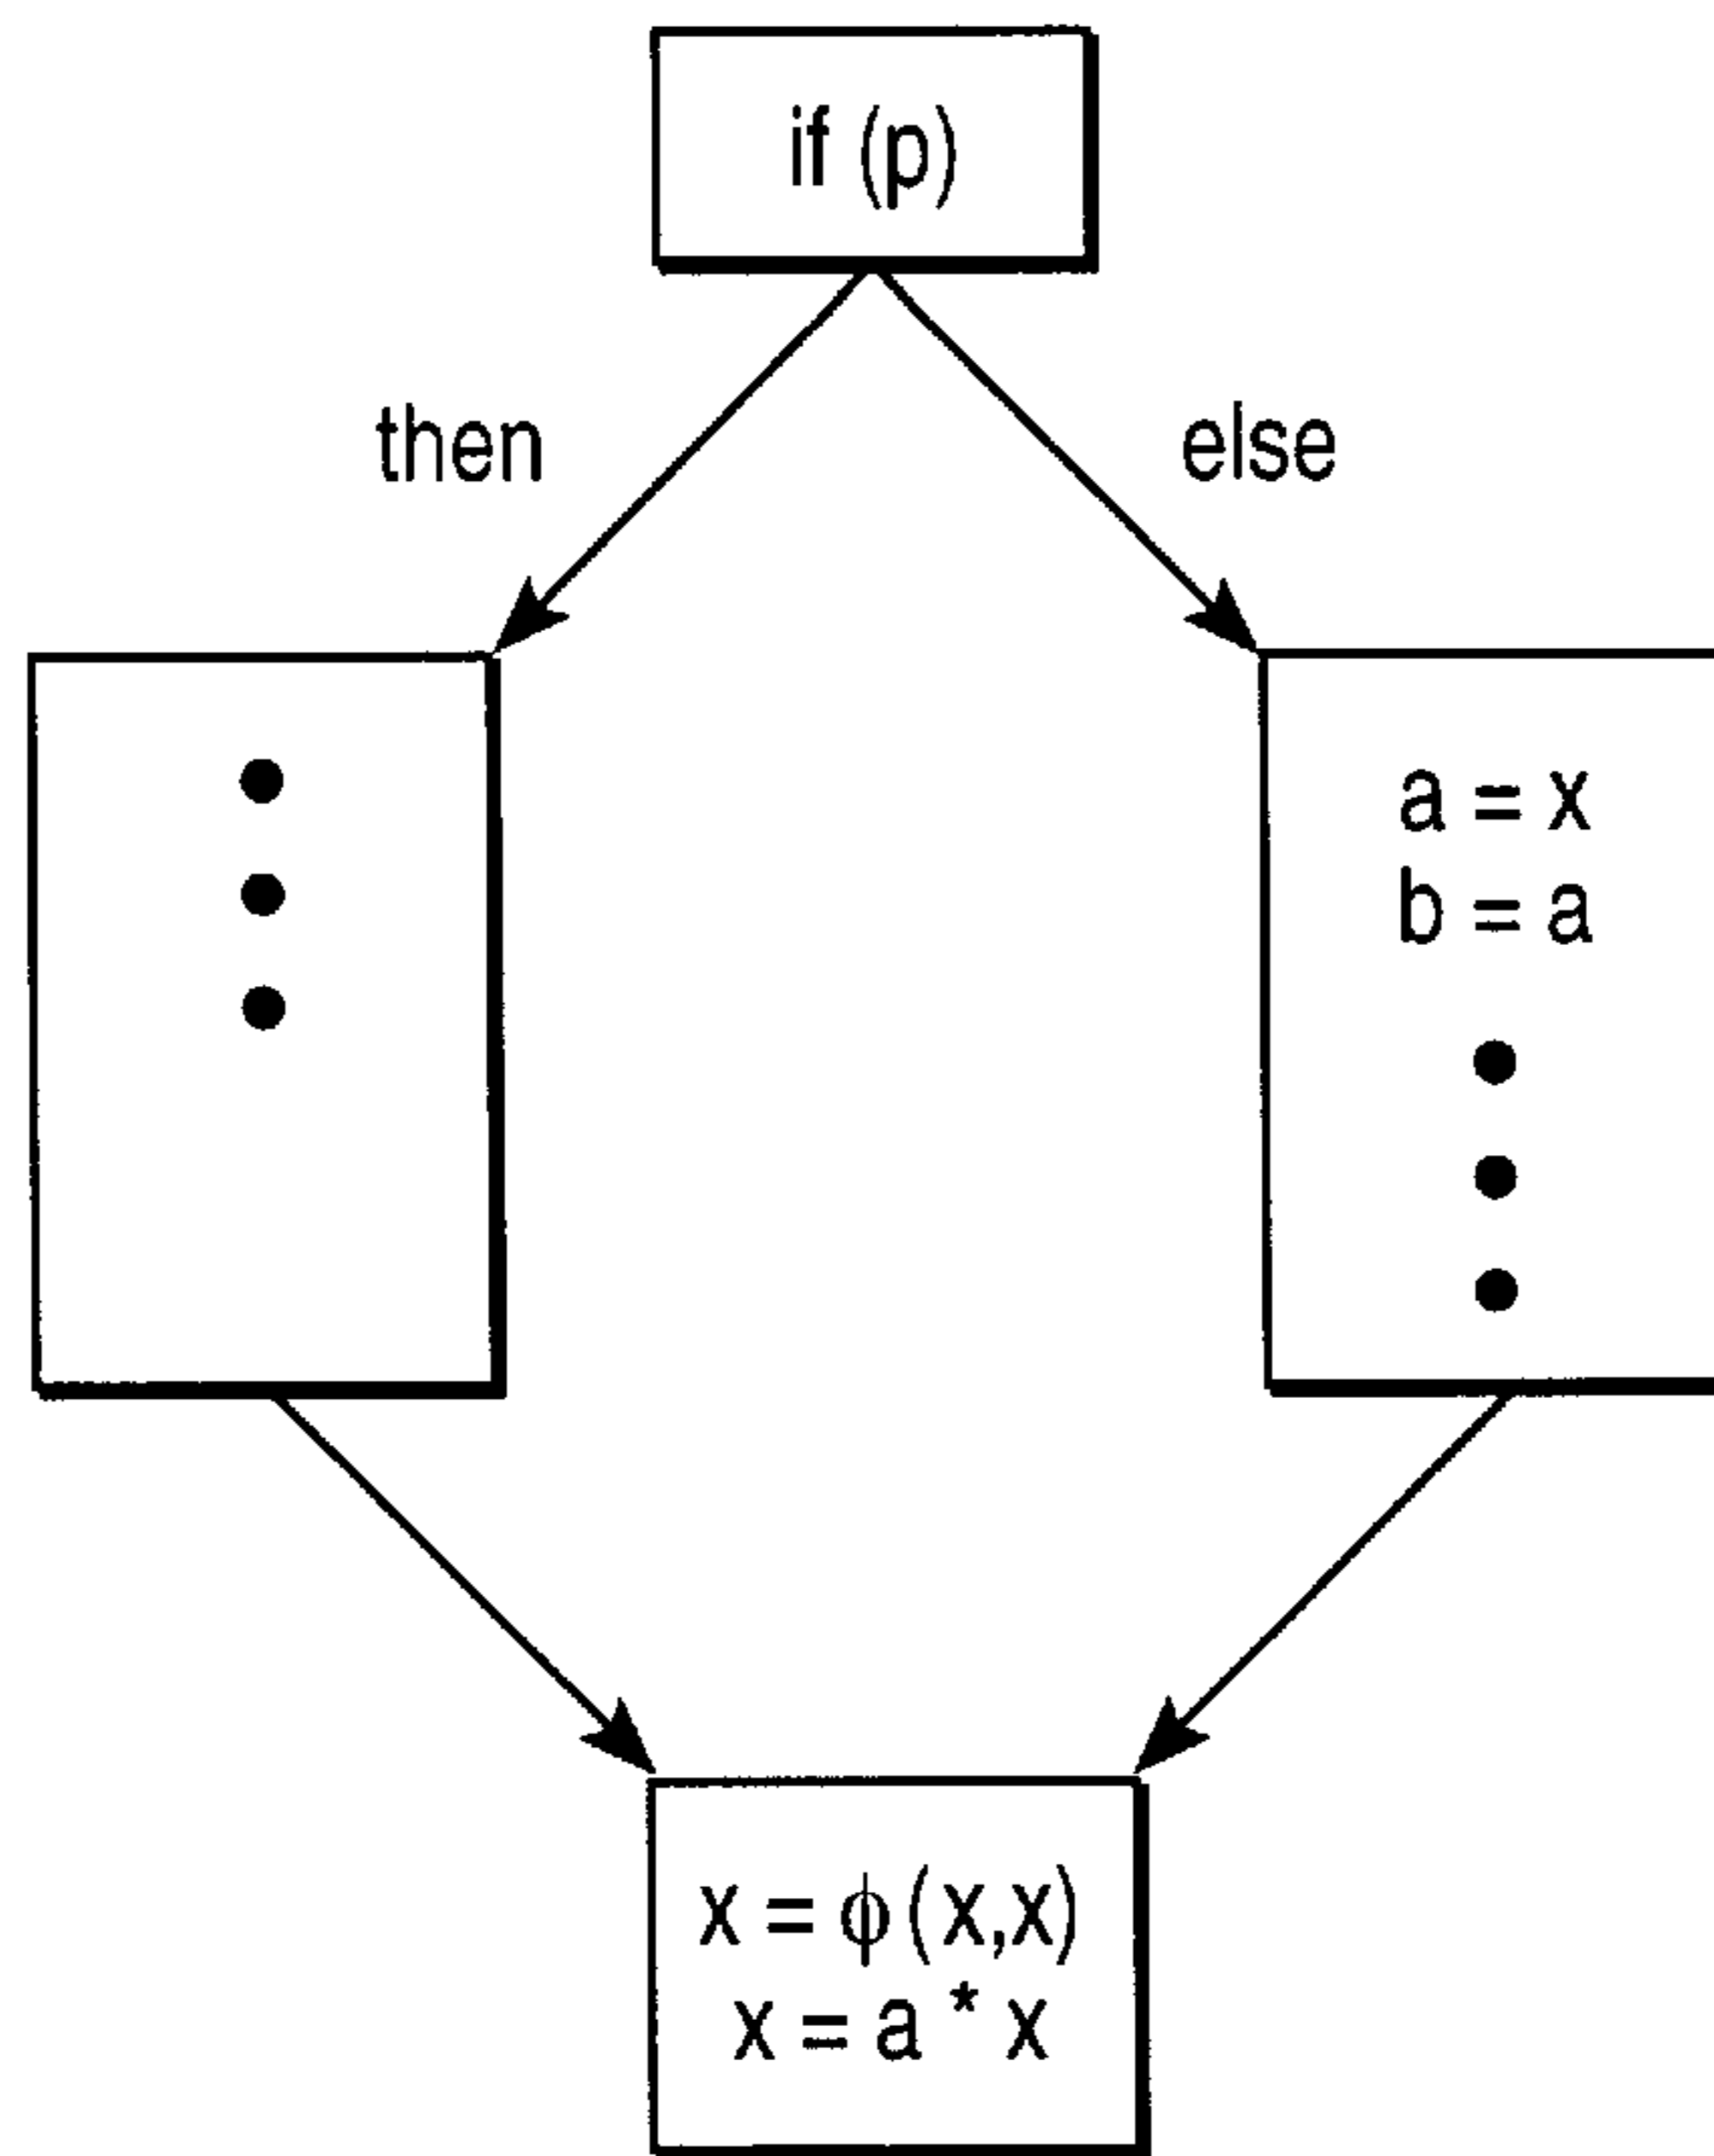 if (p)
then
else
a = x
b = a
x = ϕ (x,x)
x = a * x